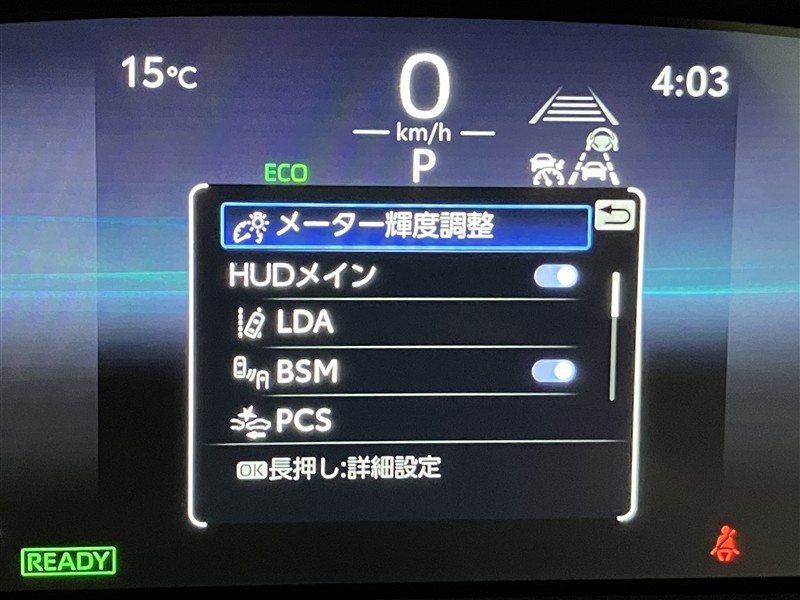 15℃
0
4:03
km/h
P
ECO
メーター輝度調整
HUDメイン
LDA
BSM
PCS
OK長押し:詳細設定
READY